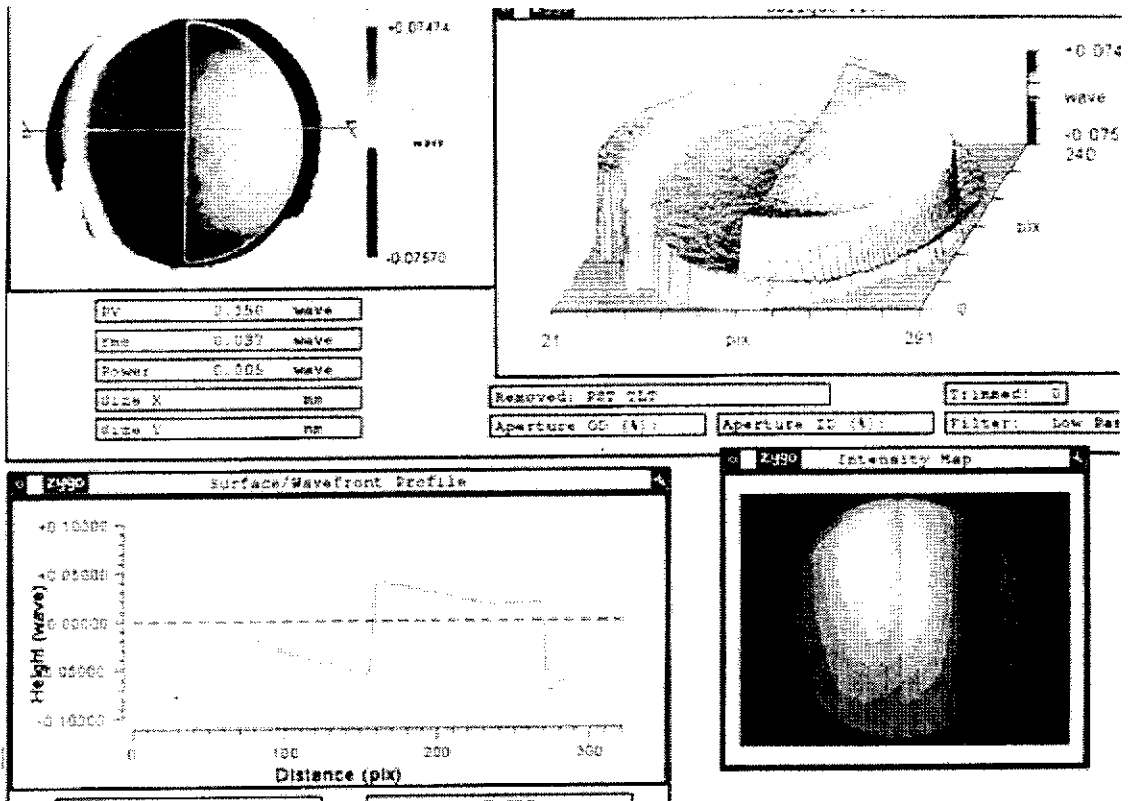 +0.07474
wave
-0.07570
+0.074
wave
-0.075
240
pix
0
21
pix
281
PV 0.150 wave
rms 0.037 wave
Power 0.005 wave
Size X mm
Size Y mm
Removed: PST TLT
Trimmed: 0
Aperture OD (%):
Aperture ID (%):
Filter: Low Pas
zygo
Surface/Wavefront Profile
+0.10000
+0.05000
0.00000
-0.05000
-0.10000
Height (wave)
0
100
200
300
Distance (pix)
zygo
Intensity Map